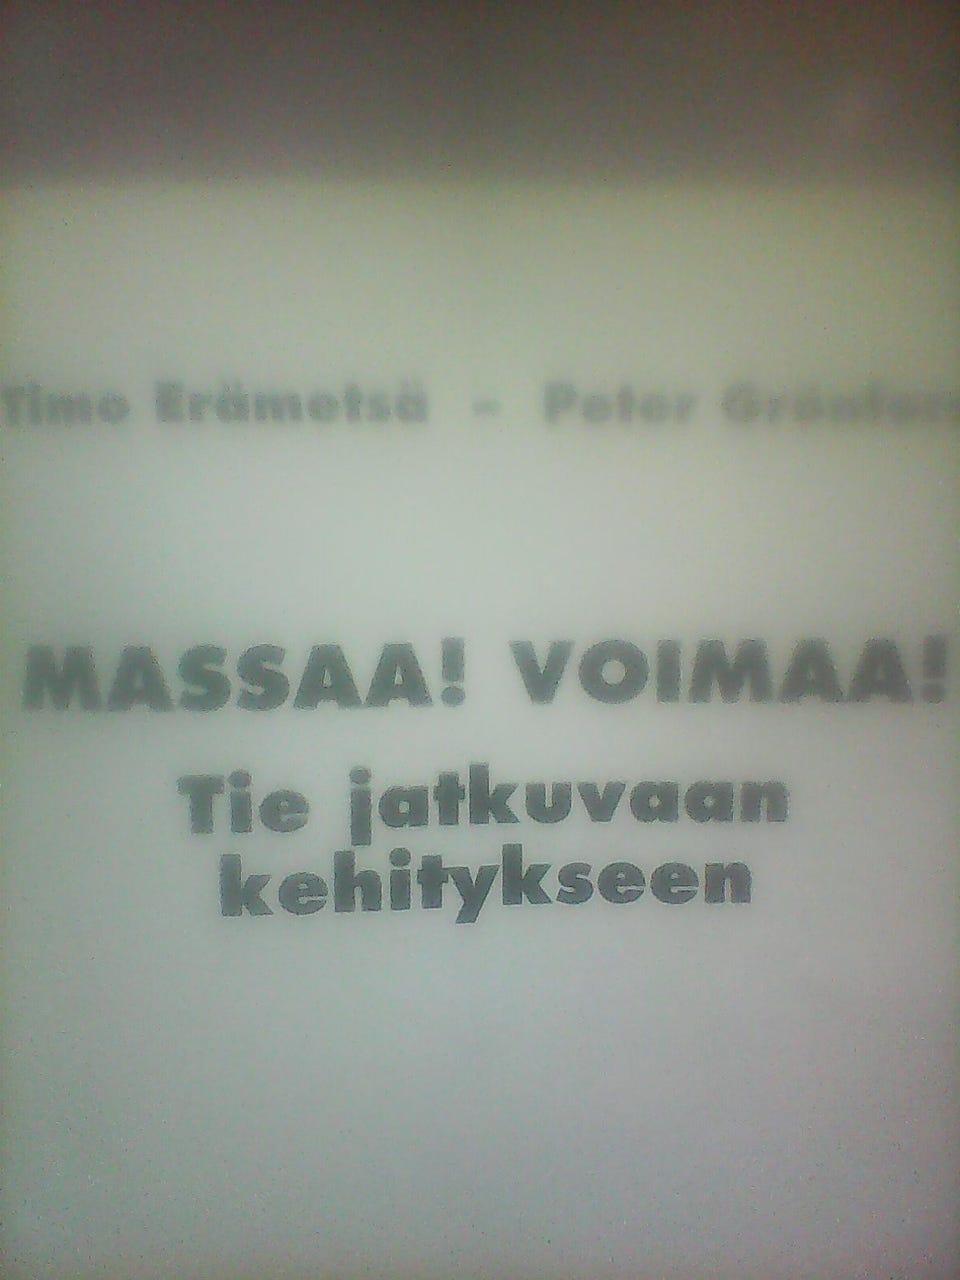 Timo Erämetsä - Peter
MASSAA! VOIMAA!
Tie jatkuvaan
kehitykseen